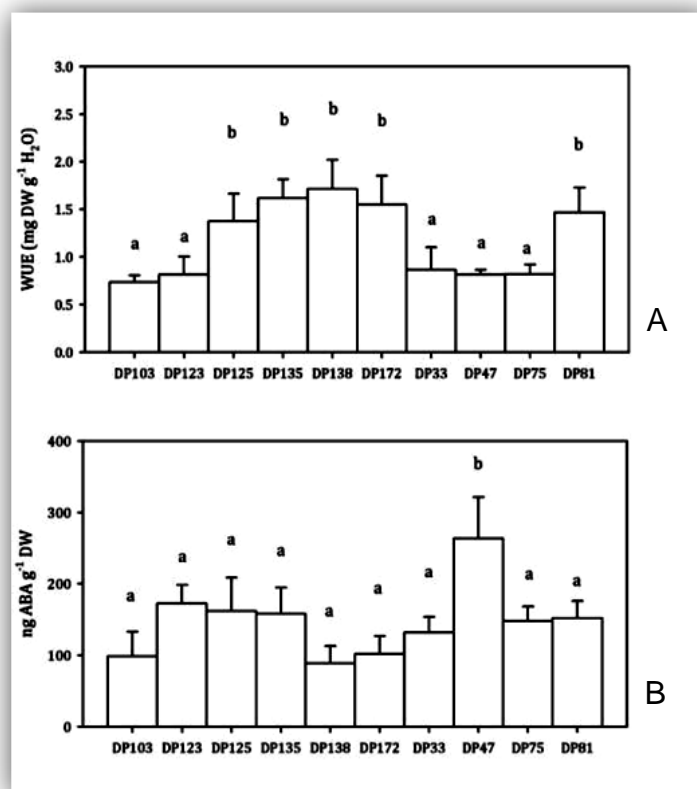 3.0
b
b
b
b
b
2.5
2.0
1.5
a
a
a
a
a
1.0
0.5
0.0
WUE (mg DW g⁻¹ H₂O)
DP103 DP123 DP125 DP135 DP138 DP172 DP33 DP47 DP75 DP81
A
400
b
300
a
a
a
a
a
a
a
a
a
200
100
0
ng ABA g⁻¹ DW
DP103 DP123 DP125 DP135 DP138 DP172 DP33 DP47 DP75 DP81
B